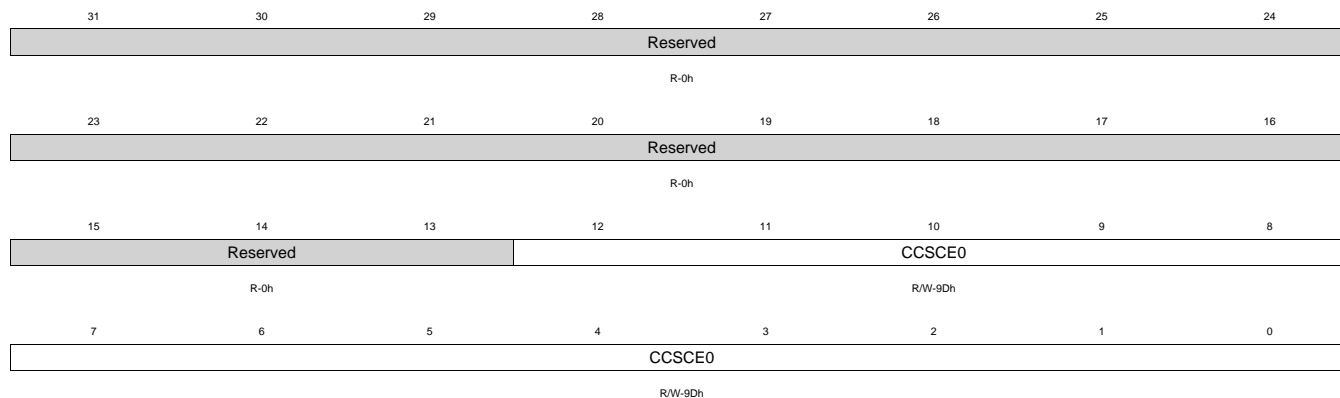 31 30 29 28 27 26 25 24
Reserved
R-0h
23 22 21 20 19 18 17 16
Reserved
R-0h
15 14 13 12 11 10 9 8
Reserved CCSCE0
R-0h R/W-9Dh
7 6 5 4 3 2 1 0
CCSCE0
R/W-9Dh